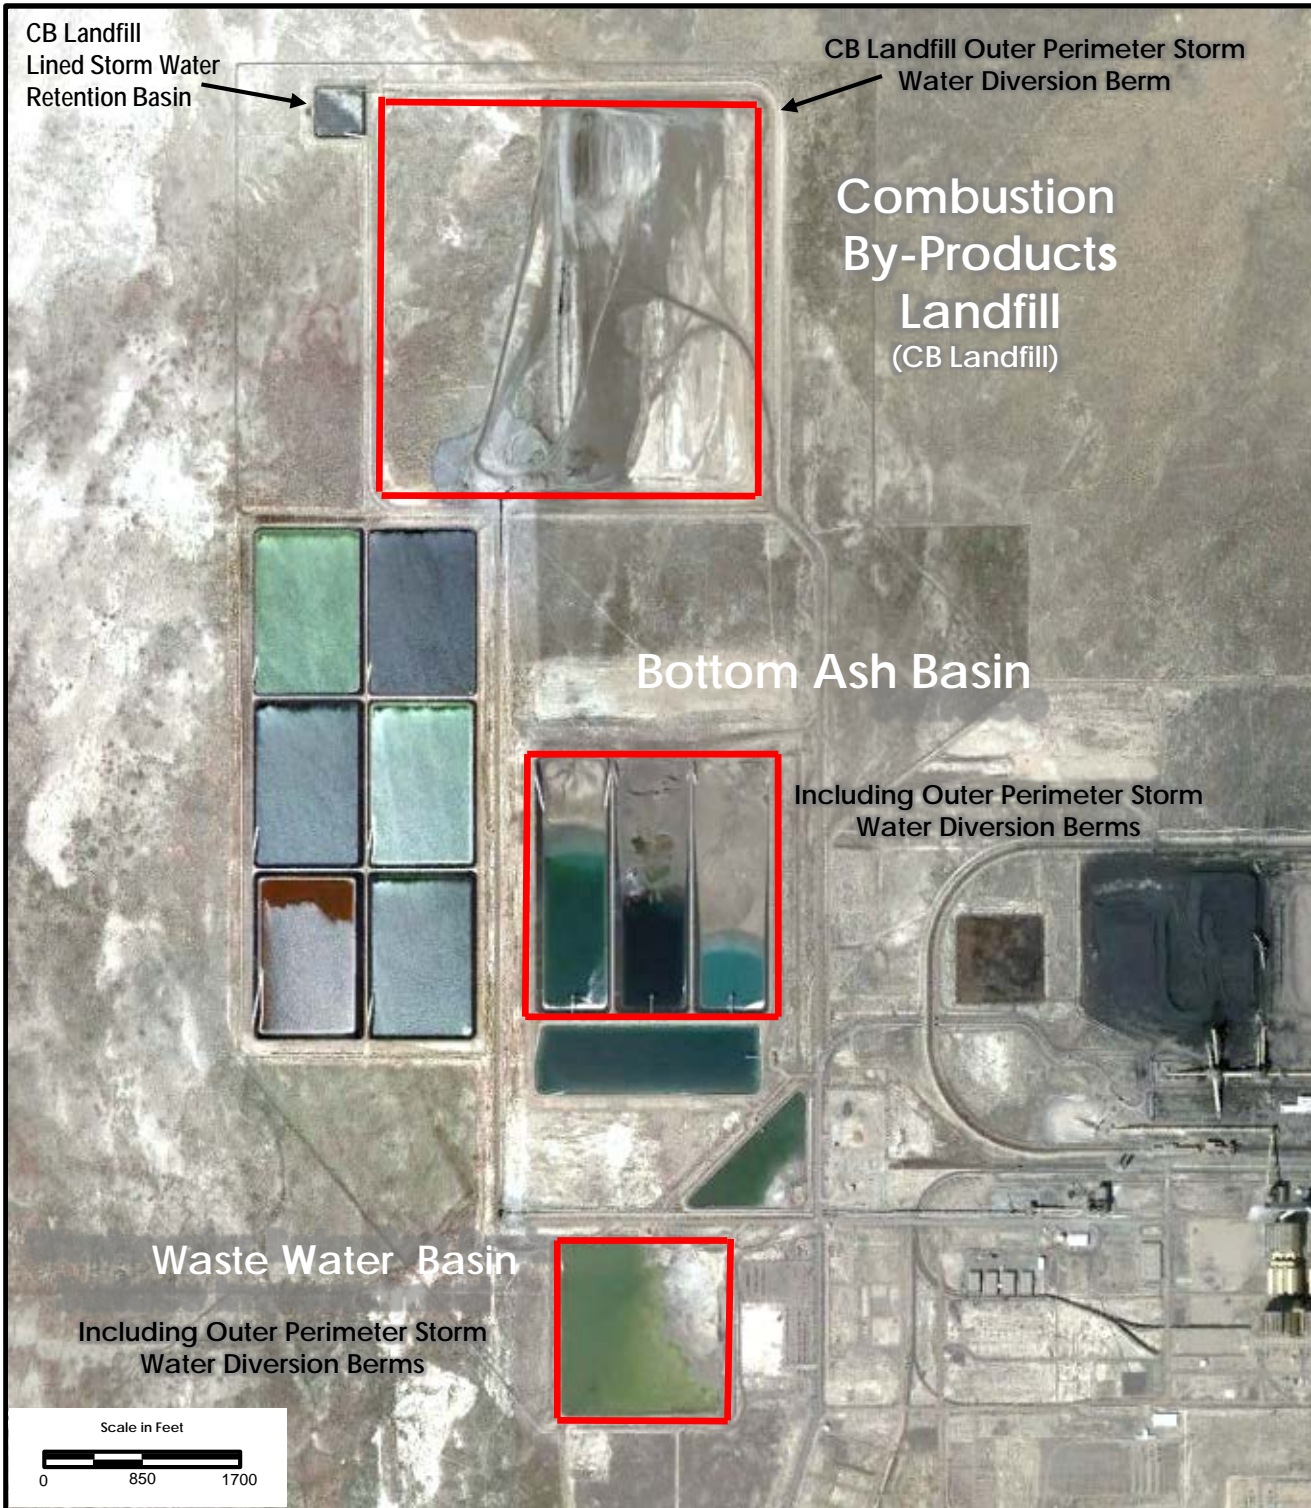 CB Landfill
Lined Storm Water
Retention Basin
CB Landfill Outer Perimeter Storm
Water Diversion Berm
Combustion
By-Products
Landfill
(CB Landfill)
Bottom Ash Basin
Including Outer Perimeter Storm
Water Diversion Berms
Waste Water Basin
Including Outer Perimeter Storm
Water Diversion Berms
Scale in Feet
0 850 1700